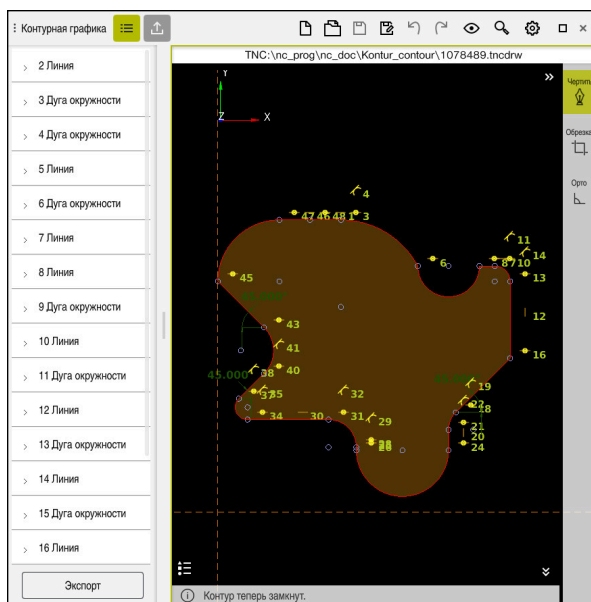 Контурная графика
TNC:\nc_prog\nc_doc\Kontur_contour\1078489.tncdrw
2 Линия
3 Дуга окружности
4 Дуга окружности
5 Линия
6 Дуга окружности
7 Линия
8 Линия
9 Дуга окружности
10 Линия
11 Дуга окружности
12 Линия
13 Дуга окружности
14 Линия
15 Дуга окружности
16 Линия
Экспорт
Y
Z X
4
47 46 48 1 3
11
6 8 7 10 14
45 13
43 12
41 16
38 40
45.000°
37 35 32 19
34 30 31 29 22 18
21
20
24
Чертить
Обрезка
Орто
Контур теперь замкнут.